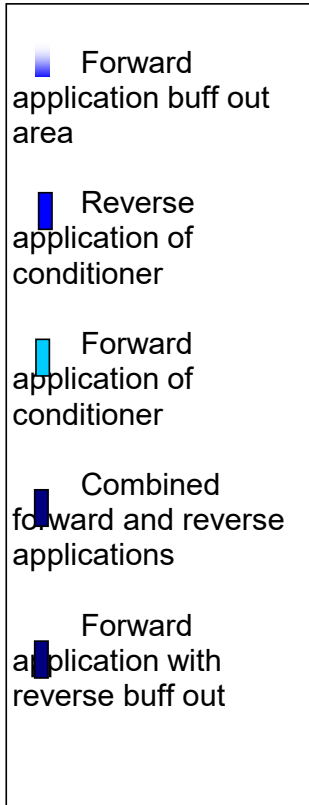 Forward
application buff out
area
Reverse
application of
conditioner
Forward
application of
conditioner
Combined
forward and reverse
applications
Forward
application with
reverse buff out